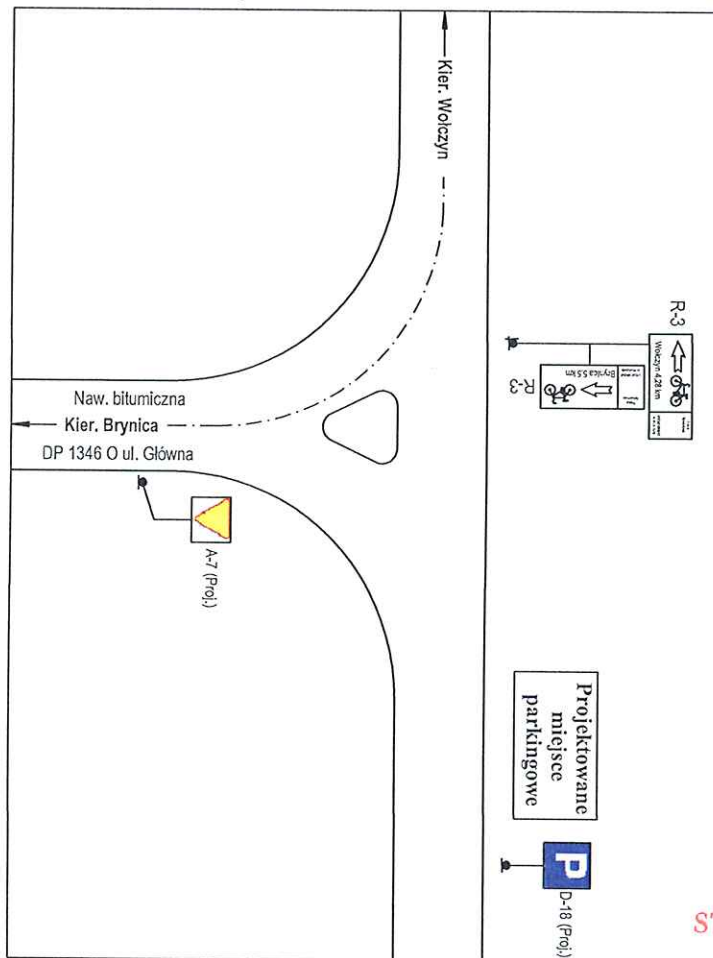 Kier. Wołczyn
R-3
Wołczyn 4,28 km
R-3
Brynica 5,5 km
Naw. bitumiczna
Kier. Brynica
DP 1346 O ul. Główna
A-7 (Proj.)
Projektowane
miejsce
parkingowe
P
D-18 (Proj.)